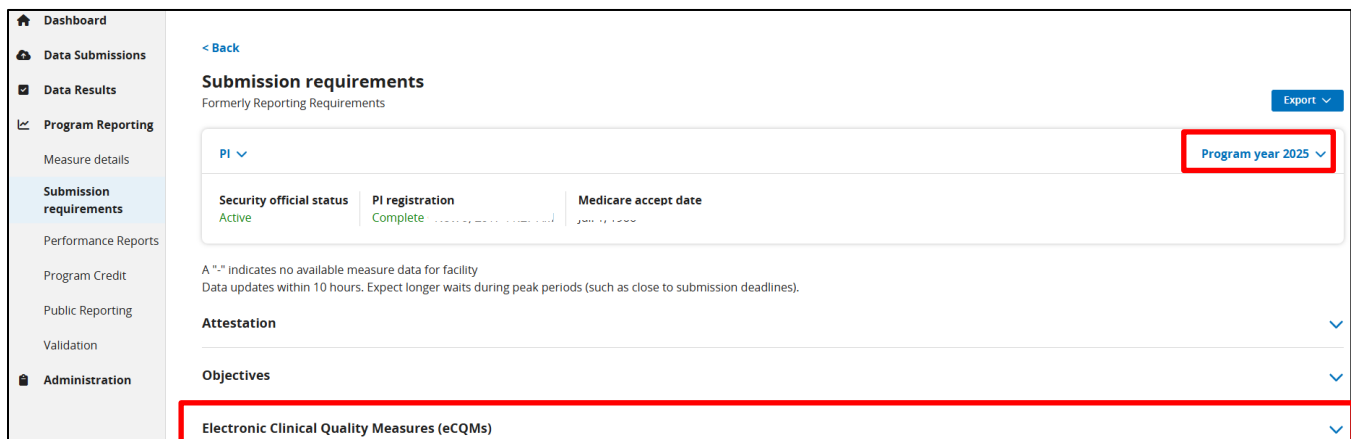 Dashboard
Data Submissions
Data Results
Program Reporting
Measure details
Submission
requirements
Performance Reports
Program Credit
Public Reporting
Validation
Administration
< Back
Submission requirements
Formerly Reporting Requirements
Export
PI
Program year 2025
Security official status PI registration Medicare accept date
Active Complete
A "-" indicates no available measure data for facility
Data updates within 10 hours. Expect longer waits during peak periods (such as close to submission deadlines).
Attestation
Objectives
Electronic Clinical Quality Measures (eCQMs)